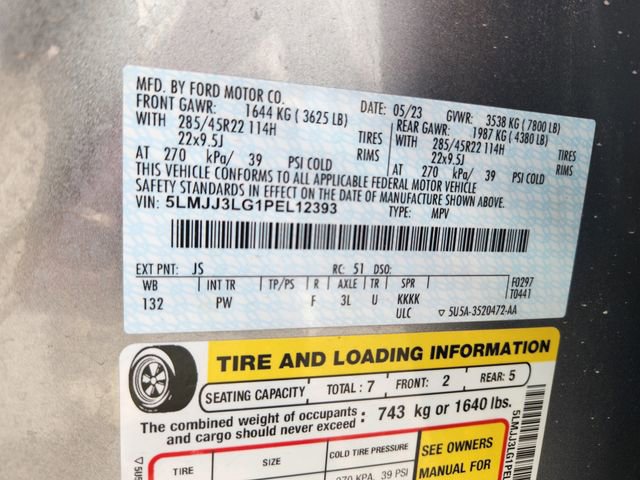 MFD. BY FORD MOTOR CO.
DATE: 05/23 GVWR: 3538 KG ( 7800 LB)
FRONT GAWR: 1644 KG ( 3625 LB) REAR GAWR: 1987 KG ( 4380 LB)
WITH 285/45R22 114H TIRES WITH 285/45R22 114H TIRES
22x9.5J RIMS 22x9.5J RIMS
AT 270 kPa/ 39 PSI COLD AT 270 kPa/ 39 PSI COLD
THIS VEHICLE CONFORMS TO ALL APPLICABLE FEDERAL MOTOR VEHICLE
SAFETY STANDARDS IN EFFECT ON THE DATE OF MANUFACTURE SHOWN ABOVE.
VIN: 5LMJJ3LG1PEL12393 TYPE: MPV
EXT PNT: JS RC: 51 DSO:
WB INT TR TP/PS R AXLE TR SPR F0297
132 PW F 3L U KKKK T0441
ULC ▽ 5U5A-3520472-AA
TIRE AND LOADING INFORMATION
SEATING CAPACITY TOTAL : 7 FRONT: 2 REAR: 5
The combined weight of occupants
and cargo should never exceed : 743 kg or 1640 lbs.
TIRE SIZE COLD TIRE PRESSURE SEE OWNERS
MANUAL FOR
270 KPA, 39 PSI
5LMJJ3LG1PEL